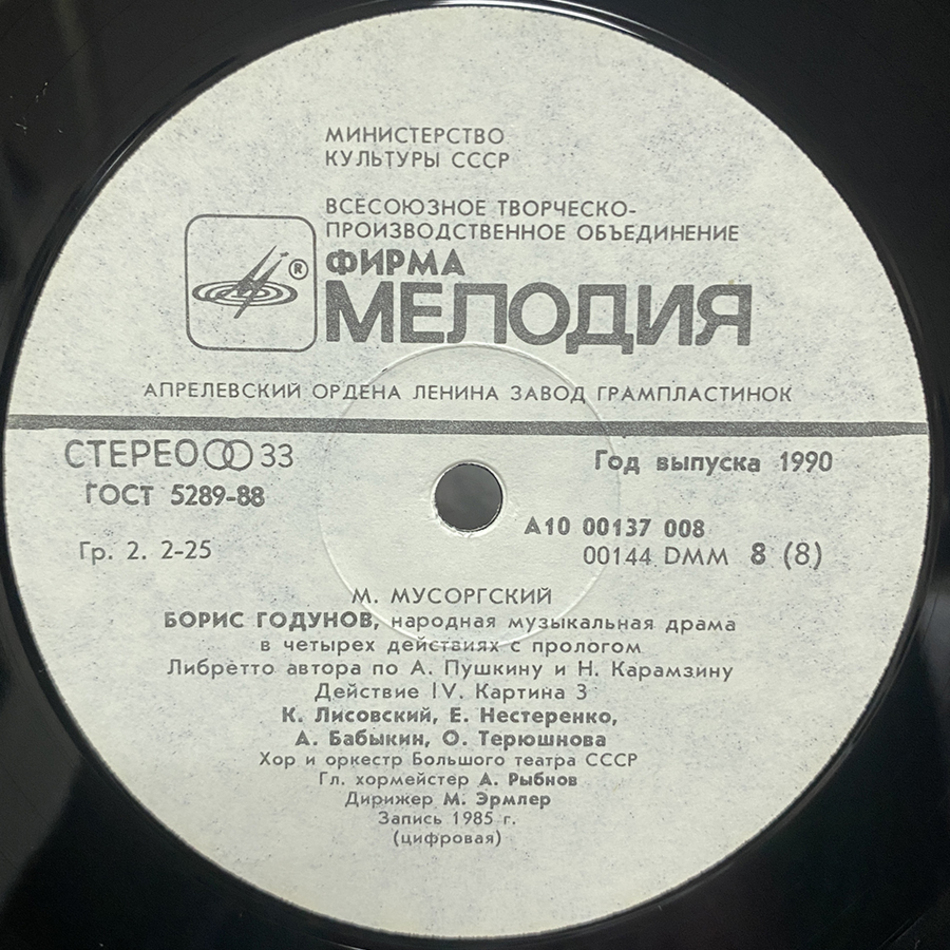 МИНИСТЕРСТВО
КУЛЬТУРЫ СССР
ВСЕСОЮЗНОЕ ТВОРЧЕСКО-
ПРОИЗВОДСТВЕННОЕ ОБЪЕДИНЕНИЕ
ФИРМА
®
МЕЛОДИЯ
АПРЕЛЕВСКИЙ ОРДЕНА ЛЕНИНА ЗАВОД ГРАМПЛАСТИНОК
СТЕРЕО 33
Год выпуска 1990
ГОСТ 5289-88
А10 00137 008
Гр. 2. 2-25
00144 DMM 8 (8)
М. МУСОРГСКИЙ
БОРИС ГОДУНОВ, народная музыкальная драма
в четырех действиях с прологом
Либретто автора по А. Пушкину и Н. Карамзину
Действие IV. Картина 3
К. Лисовский, Е. Нестеренко,
А. Бабыкин, О. Терюшнова
Хор и оркестр Большого театра СССР
Гл. хормейстер А. Рыбнов
Дирижер М. Эрмлер
Запись 1985 г.
(цифровая)